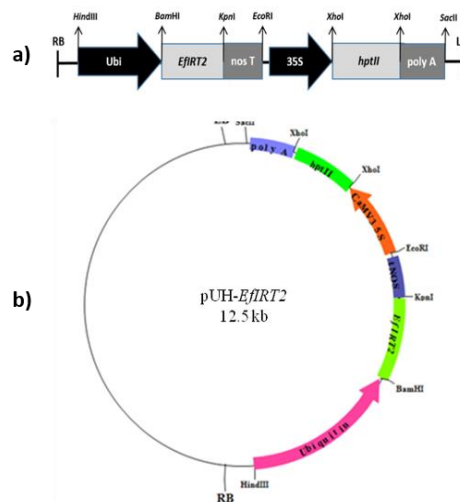 a)
HindIII BamHI KpnI EcoRI XhoI XhoI SacII
RB Ubi EfIRT2 nos T 35S hptII poly A L
b)
poly A
XhoI
hptII
XhoI
CaMV35S
EcoRI
tNOS
KpnI
EfIRT2
BamHI
Ubiquitin
HindIII
RB
pUH-EfIRT2
12.5 kb